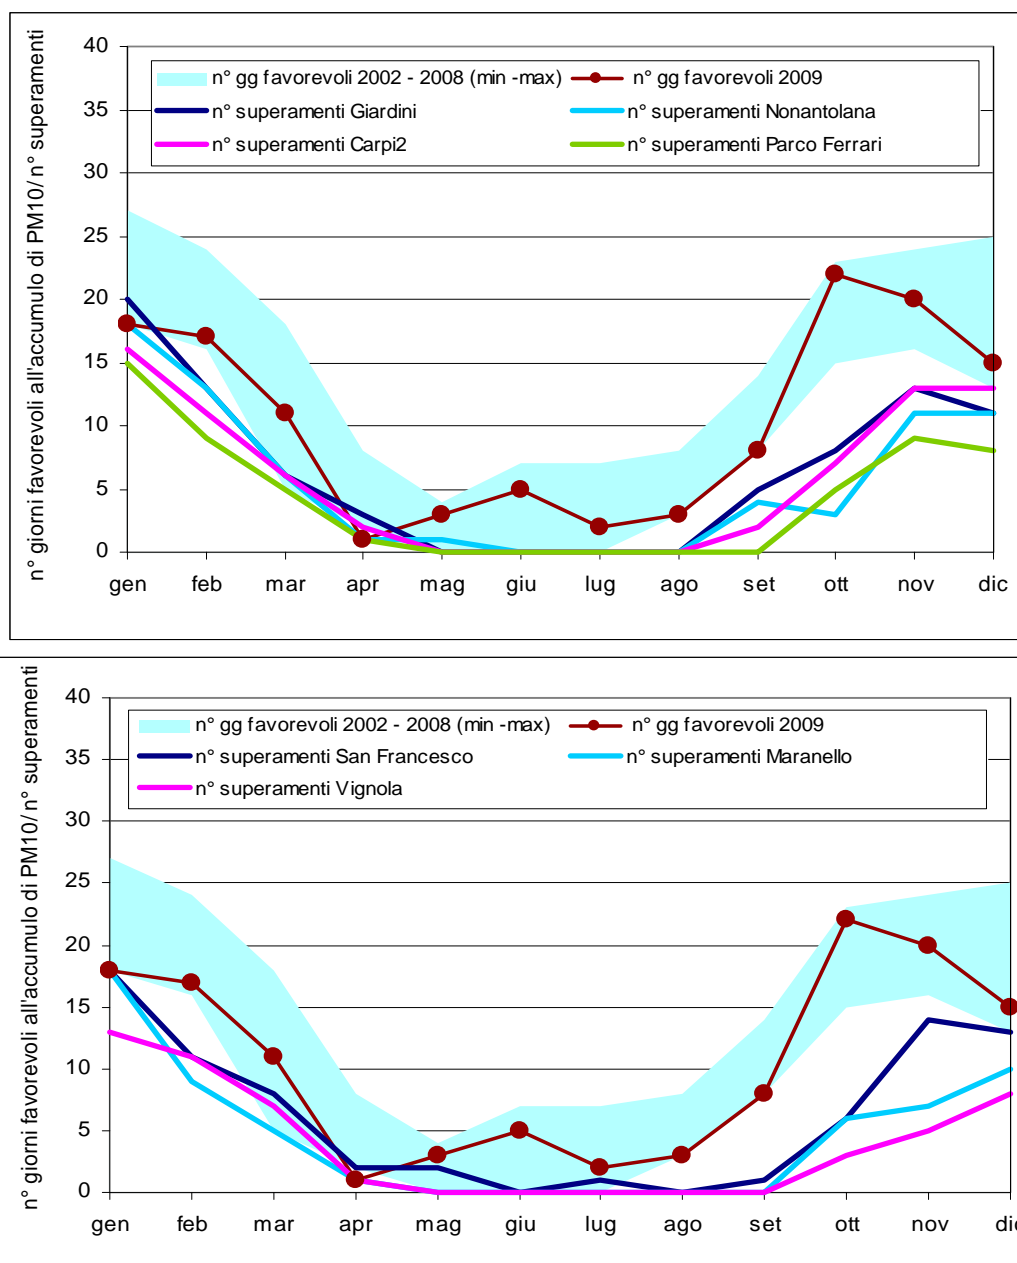 n° giorni favorevoli all'accumulo di PM10/ n° superamenti
40
35
30
25
20
15
10
5
0
n° gg favorevoli 2002 - 2008 (min -max) n° gg favorevoli 2009
n° superamenti Giardini n° superamenti Nonantolana
n° superamenti Carpi2 n° superamenti Parco Ferrari
gen feb mar apr mag giu lug ago set ott nov dic
n° giorni favorevoli all'accumulo di PM10/ n° superamenti
40
35
30
25
20
15
10
5
0
n° gg favorevoli 2002 - 2008 (min -max) n° gg favorevoli 2009
n° superamenti San Francesco n° superamenti Maranello
n° superamenti Vignola
gen feb mar apr mag giu lug ago set ott nov dic